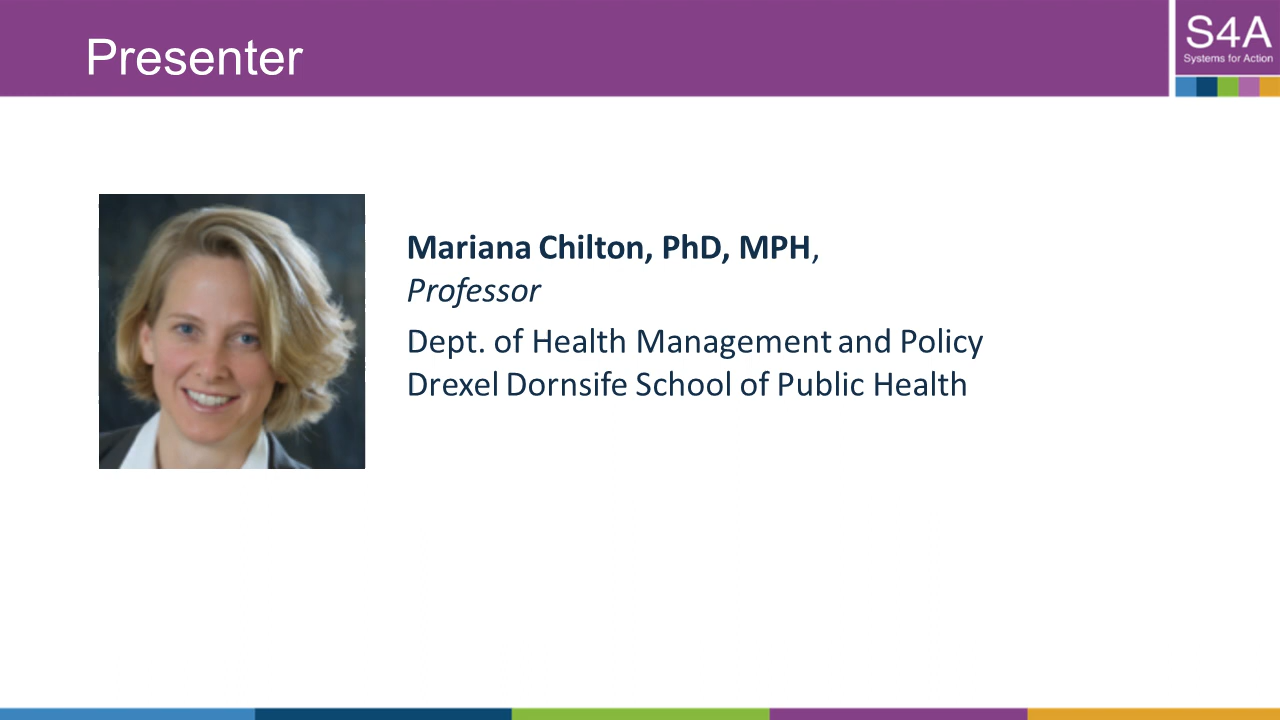 Presenter
S4A
Systems for Action
Mariana Chilton, PhD, MPH,
Professor
Dept. of Health Management and Policy
Drexel Dornsife School of Public Health